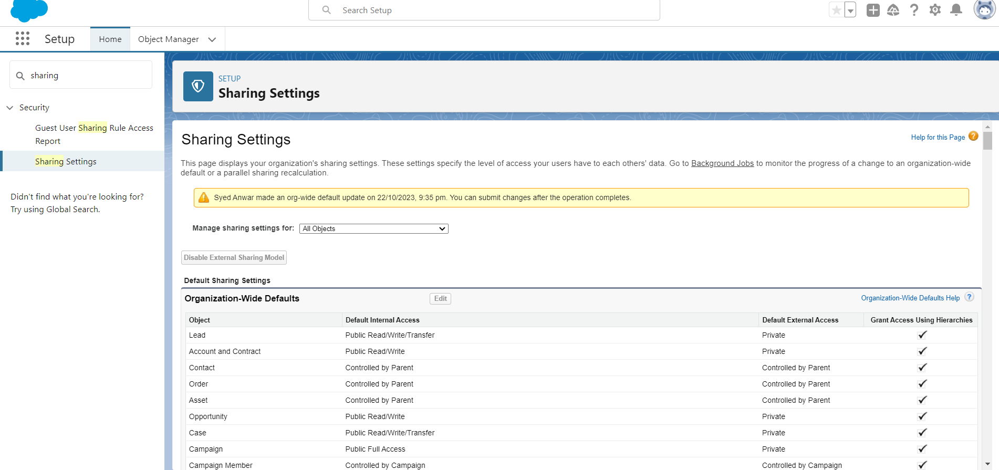 Search Setup
Setup
Home
Object Manager
sharing
Security
Guest User Sharing Rule Access
Report
Sharing Settings
Didn't find what you're looking for?
Try using Global Search.
SETUP
Sharing Settings
Sharing Settings
Help for this Page ?
This page displays your organization's sharing settings. These settings specify the level of access your users have to each others' data. Go to Background Jobs to monitor the progress of a change to an organization-wide
default or a parallel sharing recalculation.
Syed Anwar made an org-wide default update on 22/10/2023, 9:35 pm. You can submit changes after the operation completes.
Manage sharing settings for: All Objects
Disable External Sharing Model
Default Sharing Settings
Organization-Wide Defaults Edit Organization-Wide Defaults Help ?
Object Default Internal Access Default External Access Grant Access Using Hierarchies
Lead Public Read/Write/Transfer Private
Account and Contract Public Read/Write Private
Contact Controlled by Parent Controlled by Parent
Order Controlled by Parent Controlled by Parent
Asset Controlled by Parent Controlled by Parent
Opportunity Public Read/Write Private
Case Public Read/Write/Transfer Private
Campaign Public Full Access Private
Campaign Member Controlled by Campaign Controlled by Campaign